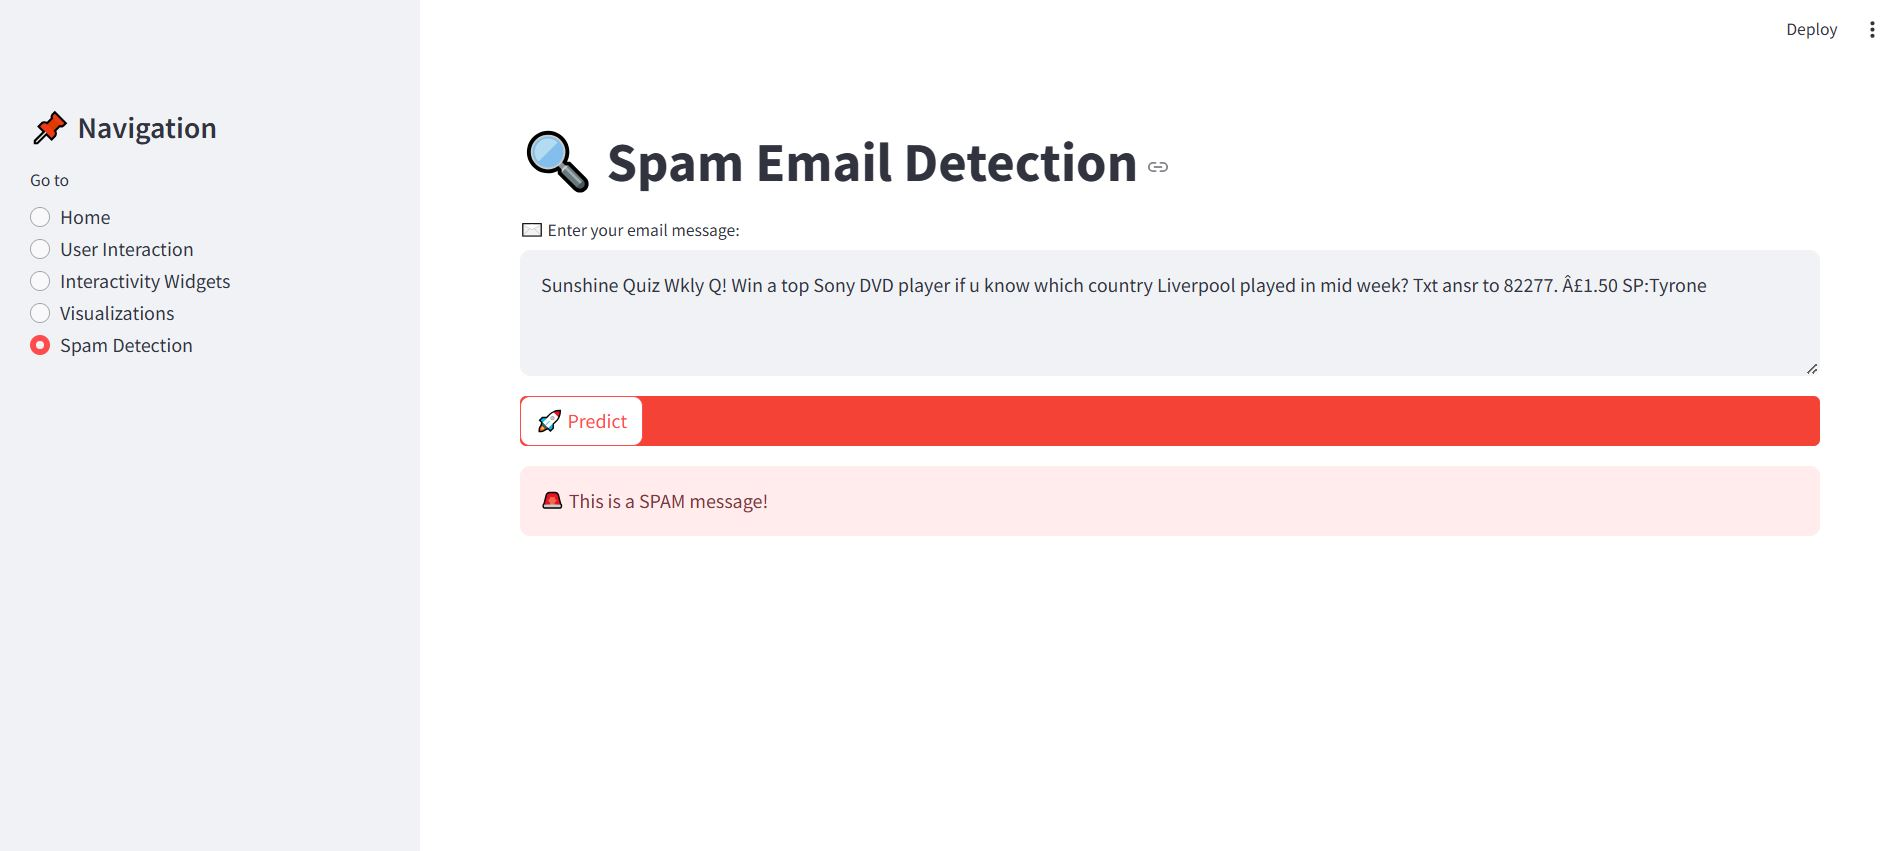 Deploy
📌 Navigation
Go to
Home
User Interaction
Interactivity Widgets
Visualizations
Spam Detection
🔍 Spam Email Detection
✉️ Enter your email message:
Sunshine Quiz Wkly Q! Win a top Sony DVD player if u know which country Liverpool played in mid week? Txt ansr to 82277. Â£1.50 SP:Tyrone
🚀 Predict
🚨 This is a SPAM message!